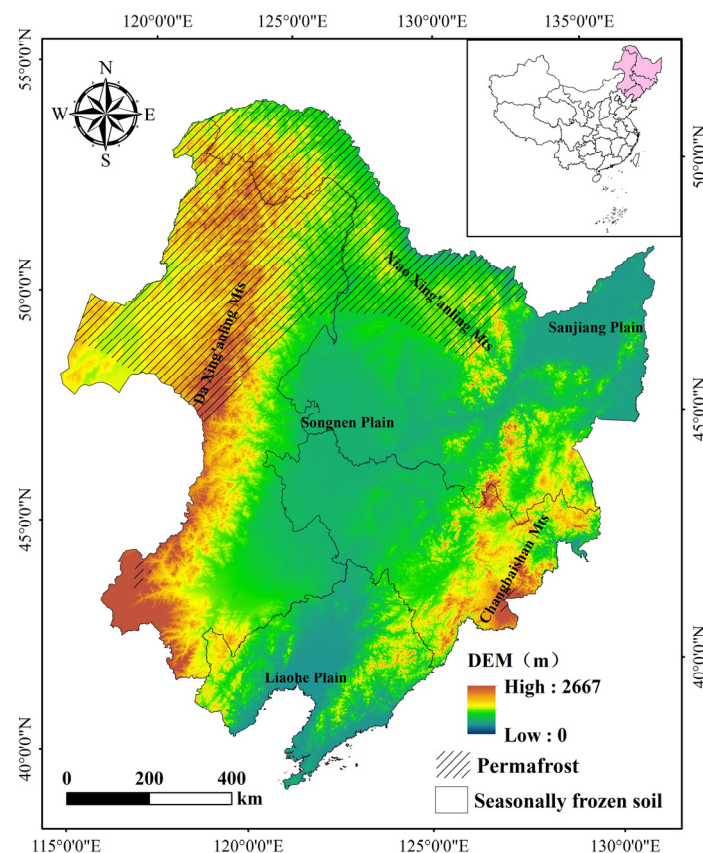 120°0'0"E 125°0'0"E 130°0'0"E 135°0'0"E
55°0'0"N
50°0'0"N
45°0'0"N
40°0'0"N
50°0'0"N
45°0'0"N
40°0'0"N
N
W E
S
Da Xing'anling Mts
Xiao Xing'anling Mts
Sanjiang Plain
Songnen Plain
Changbaishan Mts
Liaohe Plain
DEM（m）
High : 2667
Low : 0
Permafrost
Seasonally frozen soil
0 200 400
km
115°0'0"E 120°0'0"E 125°0'0"E 130°0'0"E